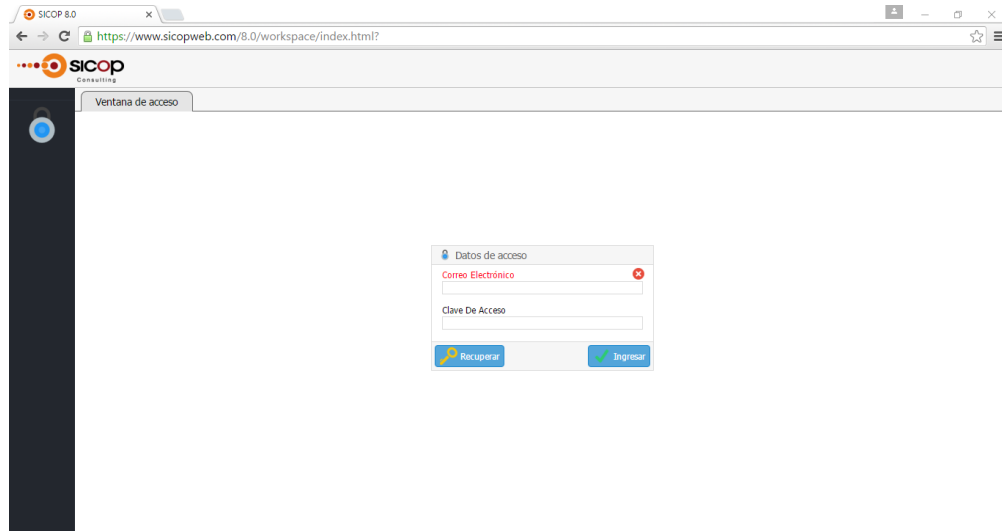 SICOP 8.0
https://www.sicopweb.com/8.0/workspace/index.html?
sicop
Consulting
Ventana de acceso
Datos de acceso
Correo Electrónico
Clave De Acceso
Recuperar
Ingresar